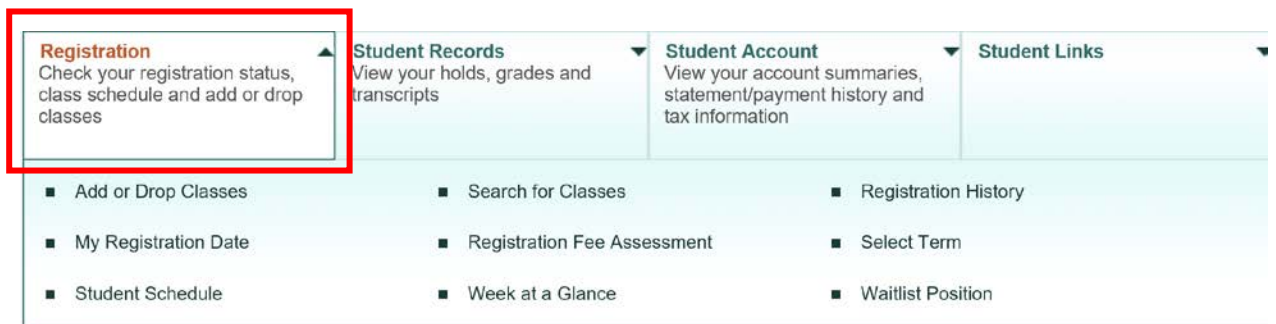 Registration
Check your registration status,
class schedule and add or drop
classes
Student Records
View your holds, grades and
transcripts
Student Account
View your account summaries,
statement/payment history and
tax information
Student Links
Add or Drop Classes
Search for Classes
Registration History
My Registration Date
Registration Fee Assessment
Select Term
Student Schedule
Week at a Glance
Waitlist Position